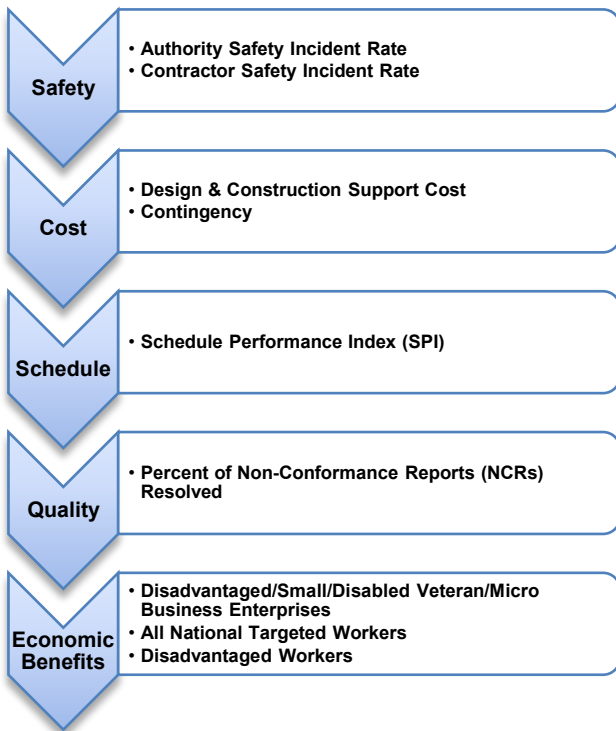 Safety
• Authority Safety Incident Rate
• Contractor Safety Incident Rate
Cost
• Design & Construction Support Cost
• Contingency
Schedule
• Schedule Performance Index (SPI)
Quality
• Percent of Non-Conformance Reports (NCRs)
Resolved
Economic
Benefits
• Disadvantaged/Small/Disabled Veteran/Micro
Business Enterprises
• All National Targeted Workers
• Disadvantaged Workers